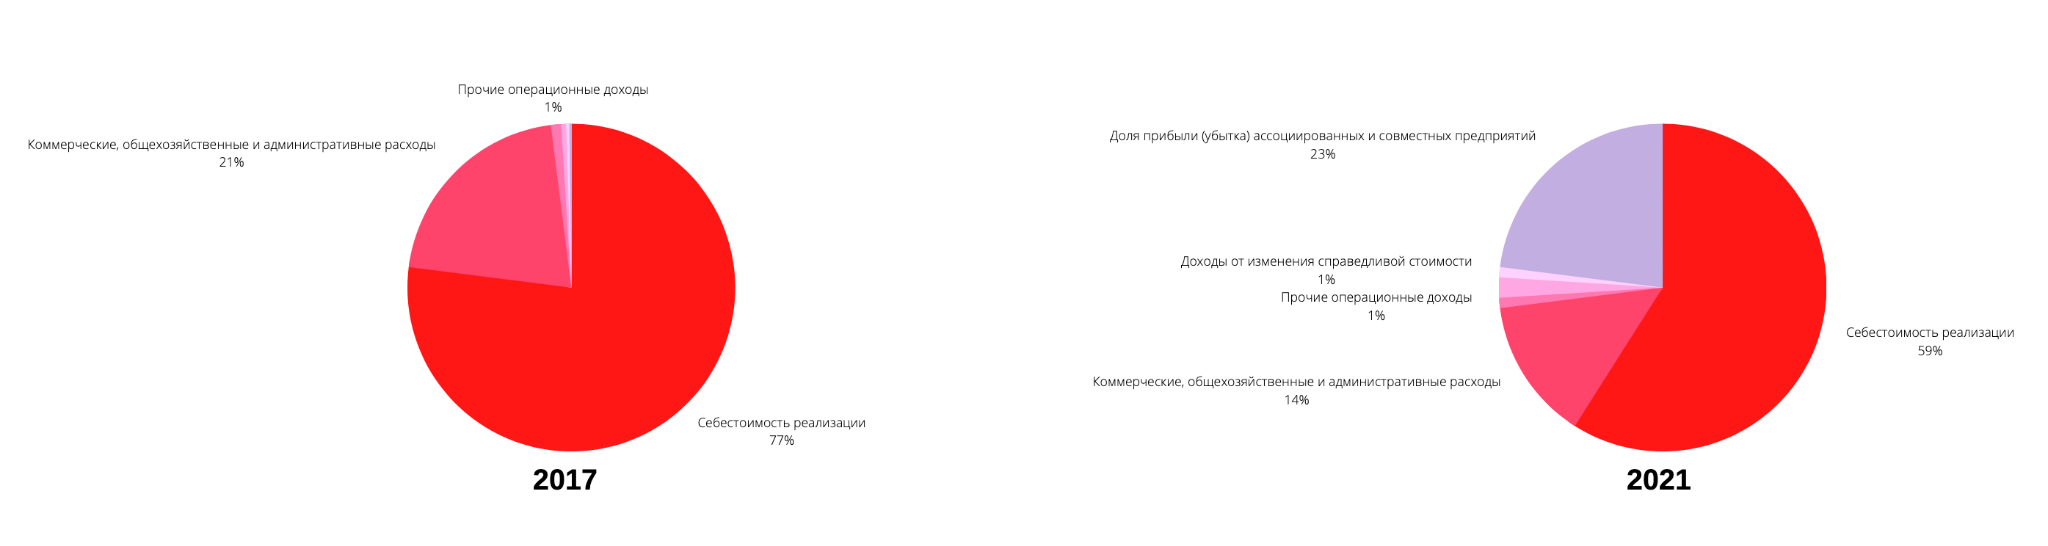 Прочие операционные доходы
1%
Коммерческие, общехозяйственные и административные расходы
21%
Себестоимость реализации
77%
2017
Доля прибыли (убытка) ассоциированных и совместных предприятий
23%
Доходы от изменения справедливой стоимости
1%
Прочие операционные доходы
1%
Себестоимость реализации
59%
Коммерческие, общехозяйственные и административные расходы
14%
2021